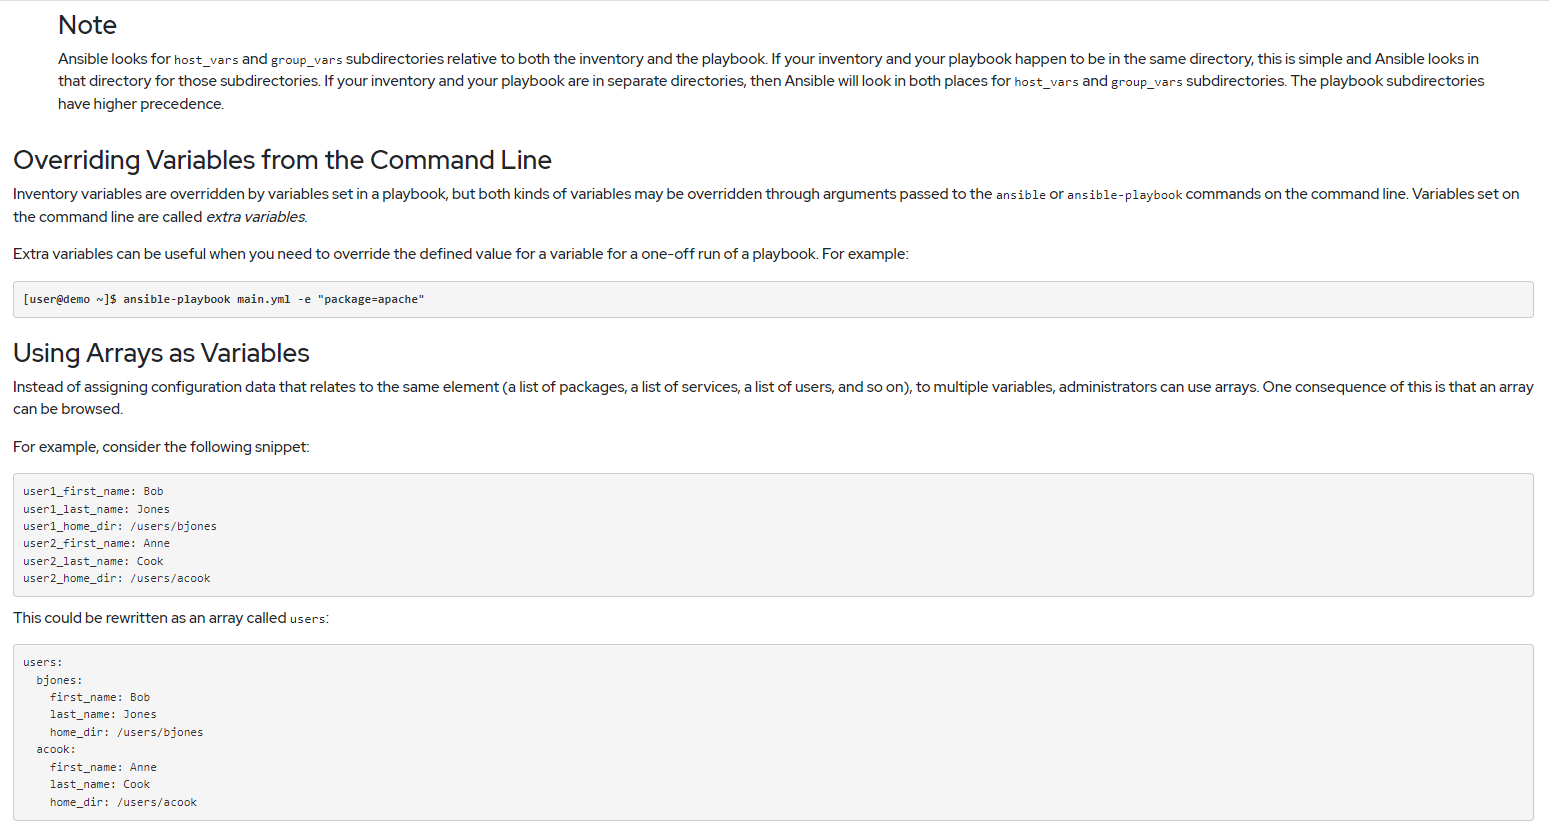 Note
Ansible looks for host_vars and group_vars subdirectories relative to both the inventory and the playbook. If your inventory and your playbook happen to be in the same directory, this is simple and Ansible looks in
that directory for those subdirectories. If your inventory and your playbook are in separate directories, then Ansible will look in both places for host_vars and group_vars subdirectories. The playbook subdirectories
have higher precedence.
Overriding Variables from the Command Line
Inventory variables are overridden by variables set in a playbook, but both kinds of variables may be overridden through arguments passed to the ansible or ansible-playbook commands on the command line. Variables set on
the command line are called extra variables.
Extra variables can be useful when you need to override the defined value for a variable for a one-off run of a playbook. For example:
[user@demo ~]$ ansible-playbook main.yml -e "package=apache"
Using Arrays as Variables
Instead of assigning configuration data that relates to the same element (a list of packages, a list of services, a list of users, and so on), to multiple variables, administrators can use arrays. One consequence of this is that an array
can be browsed.
For example, consider the following snippet:
user1_first_name: Bob
user1_last_name: Jones
user1_home_dir: /users/bjones
user2_first_name: Anne
user2_last_name: Cook
user2_home_dir: /users/acook
This could be rewritten as an array called users:
users:
  bjones:
    first_name: Bob
    last_name: Jones
    home_dir: /users/bjones
  acook:
    first_name: Anne
    last_name: Cook
    home_dir: /users/acook